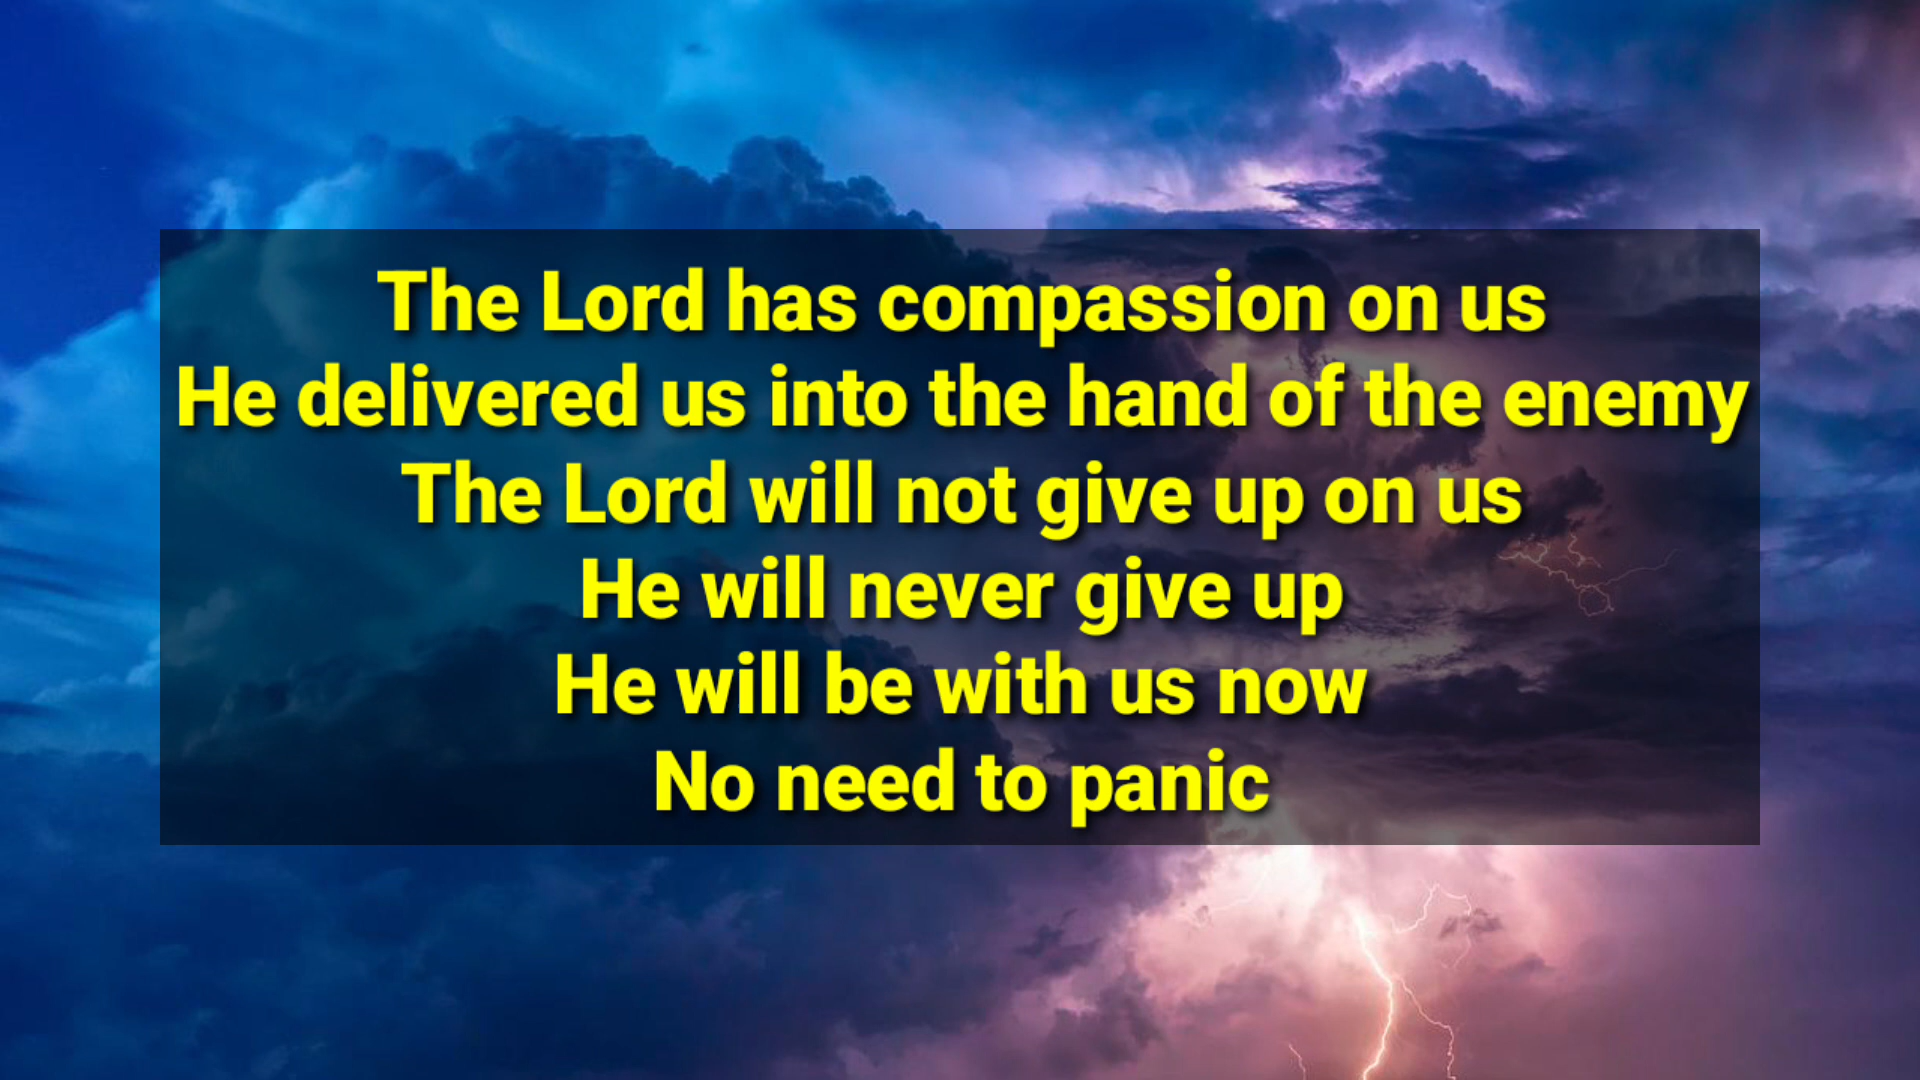 The Lord has compassion on us
He delivered us into the hand of the enemy
The Lord will not give up on us
He will never give up
He will be with us now
No need to panic